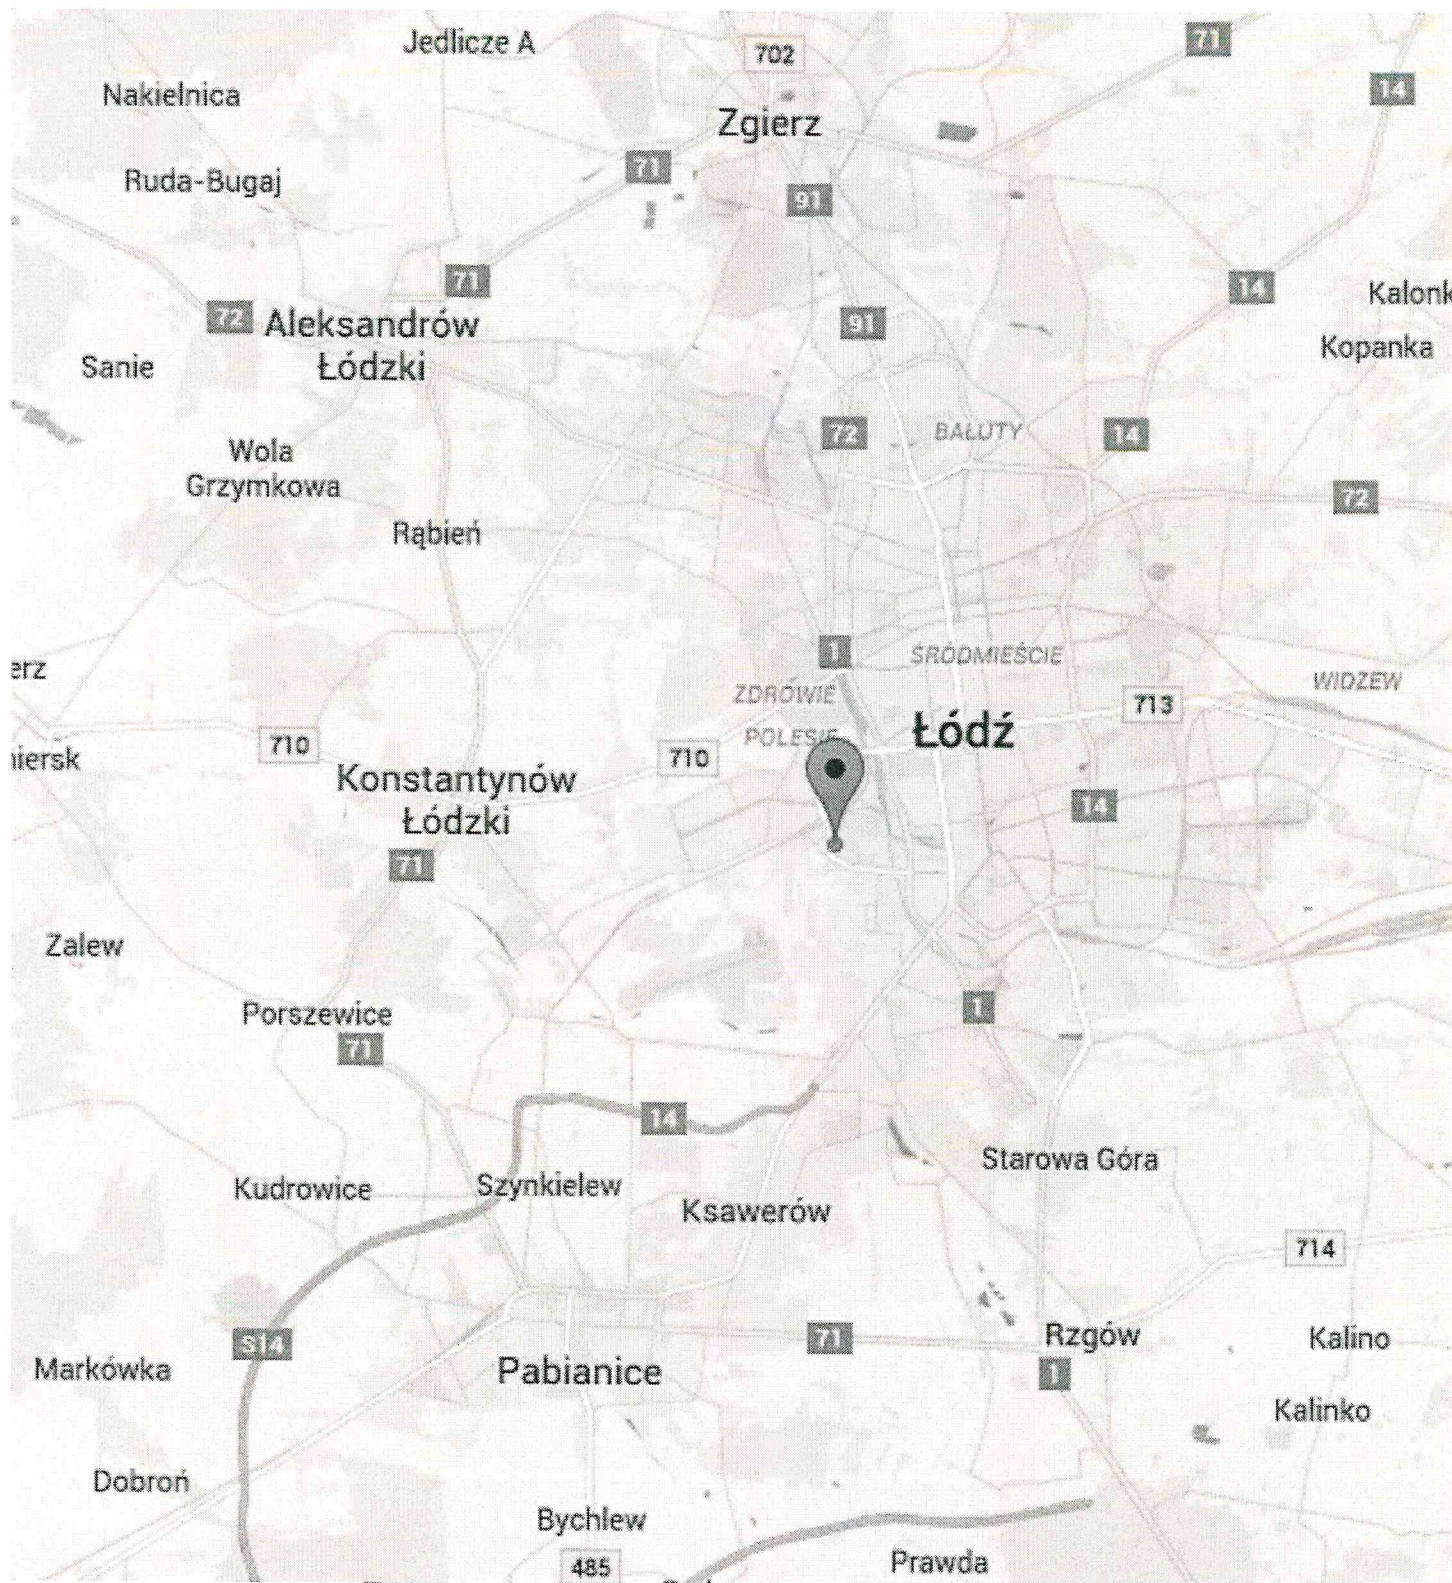 Jedlicze A
702
71
14
Nakielnica
Zgierz
71
Ruda-Bugaj
91
71
14
Kalonk
72
Aleksandrów
Łódzki
91
Kopanka
Sanie
72
BAŁUTY
14
Wola
Grzymkowa
72
Rąbień
1
ŚRÓDMIEŚCIE
erz
ZDROWIE
WIDZEW
713
710
POLESIE
Łódź
710
niersk
Konstantynów
Łódzki
14
71
Zalew
1
Porszewice
71
14
Starowa Góra
Kudrowice
Szynkielew
Ksawerów
714
S14
71
Rzgów
Kalino
Markówka
Pabianice
1
Kalinko
Dobroń
Bychlew
485
Prawda